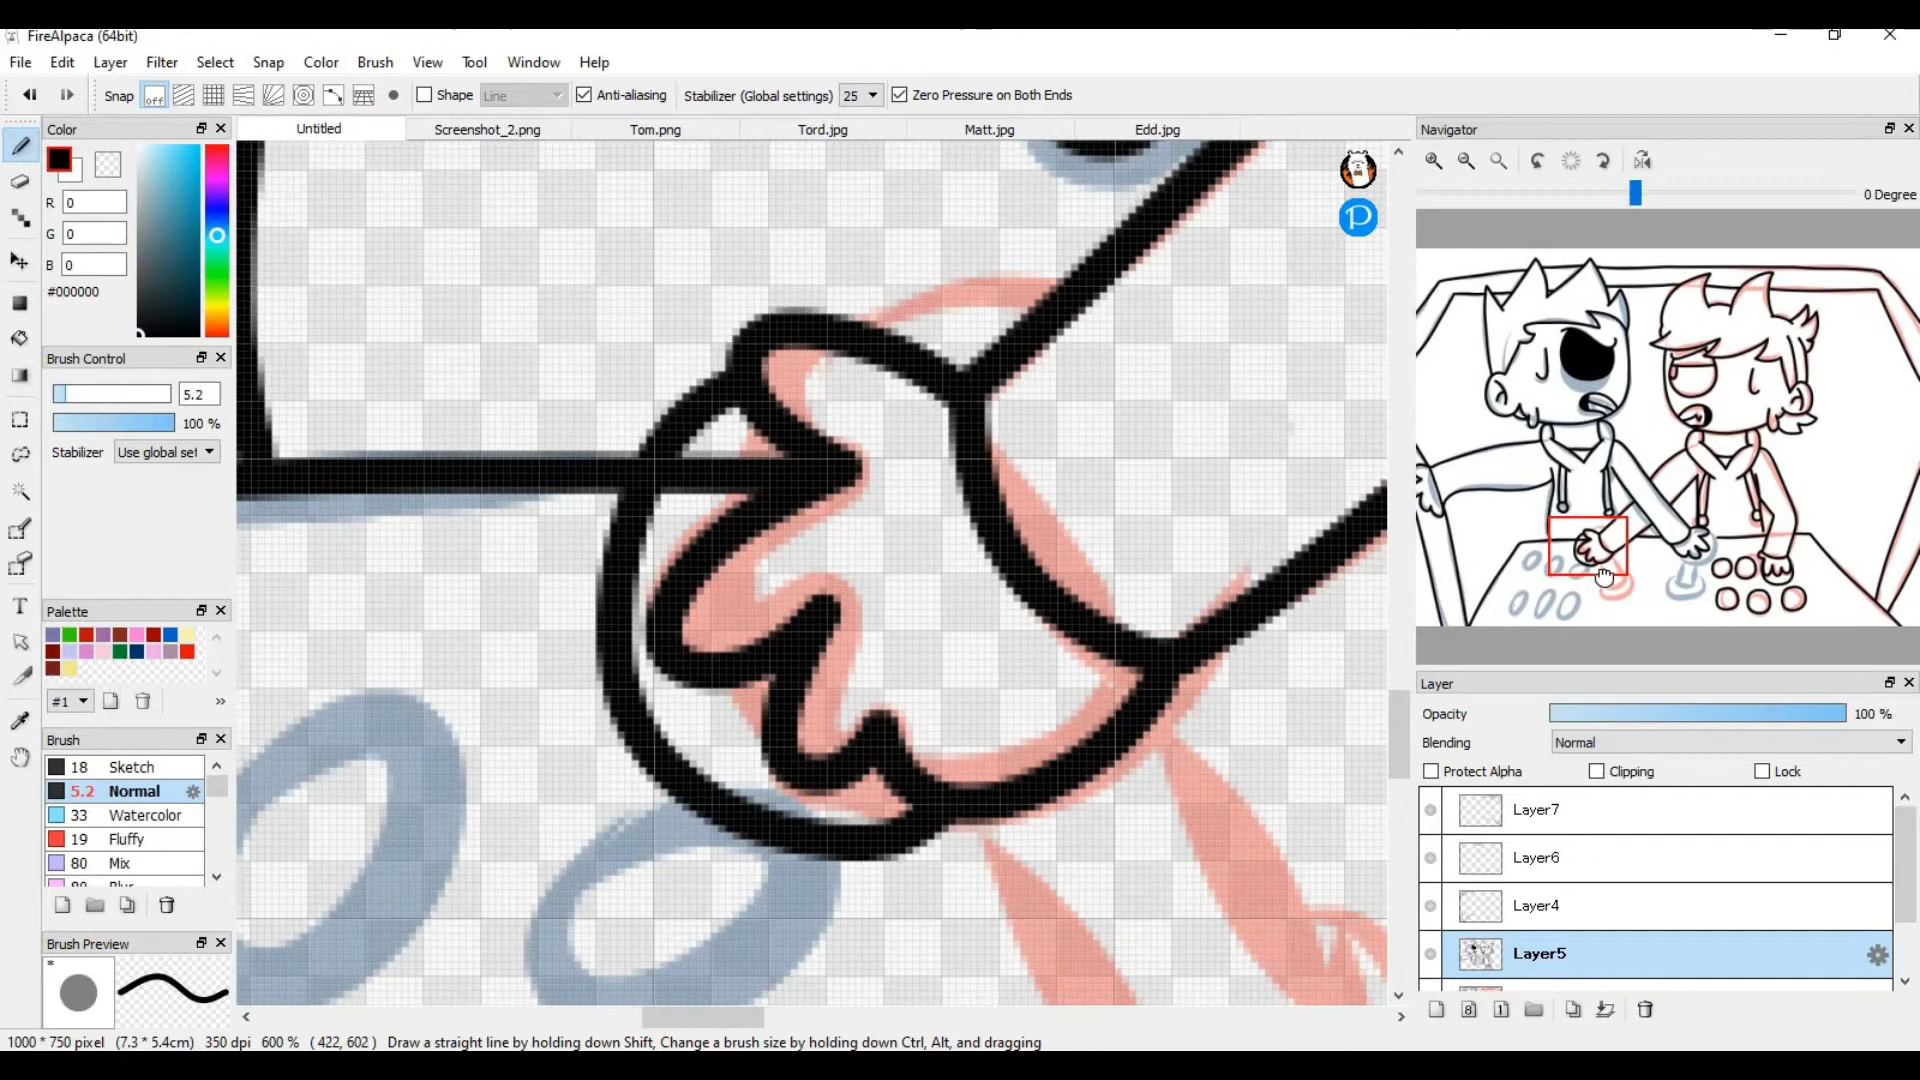 FireAlpaca (64bit)
File Edit Layer Filter Select Snap Color Brush View Tool Window Help
Snap off Shape Line Anti-aliasing Stabilizer (Global settings) 25 Zero Pressure on Both Ends
Color
R 0
G 0
B 0
#000000
Brush Control
5.2
100 %
Stabilizer Use global set
Palette
#1
Brush
18 Sketch
5.2 Normal
33 Watercolor
19 Fluffy
80 Mix
Brush Preview
Untitled Screenshot_2.png Tom.png Tord.jpg Matt.jpg Edd.jpg
P
Navigator
0 Degree
Layer
Opacity 100 %
Blending Normal
Protect Alpha Clipping Lock
Layer7
Layer6
Layer4
Layer5
8 1
T
1000 * 750 pixel (7.3 * 5.4cm) 350 dpi 600 % ( 422, 602 ) Draw a straight line by holding down Shift, Change a brush size by holding down Ctrl, Alt, and dragging